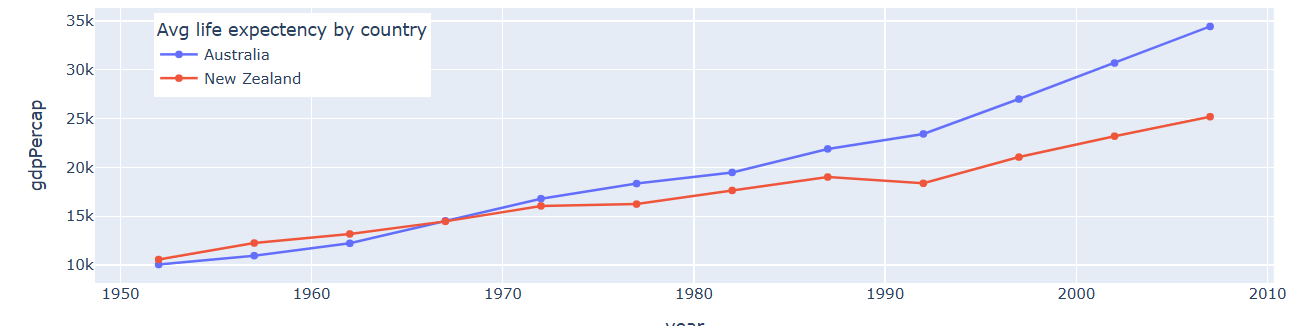 Avg life expectency by country
Australia
New Zealand
gdpPercap
35k
30k
25k
20k
15k
10k
1950 1960 1970 1980 1990 2000 2010
year